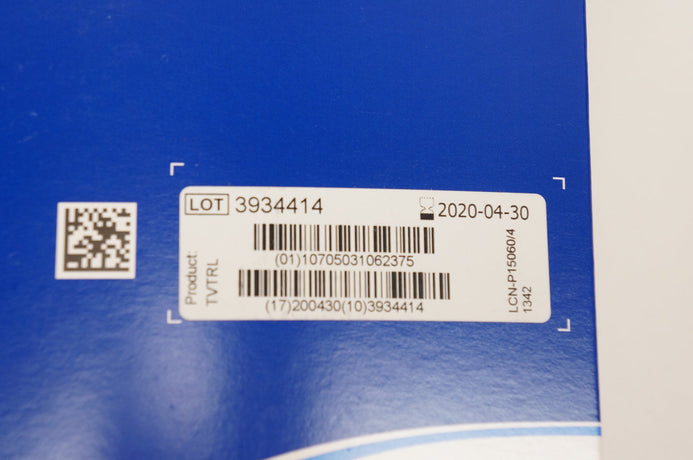 LOT 3934414
2020-04-30
(01)10705031062375
(17)200430(10)3934414
Product:
TVTRL
LCN-P15060/4
1342